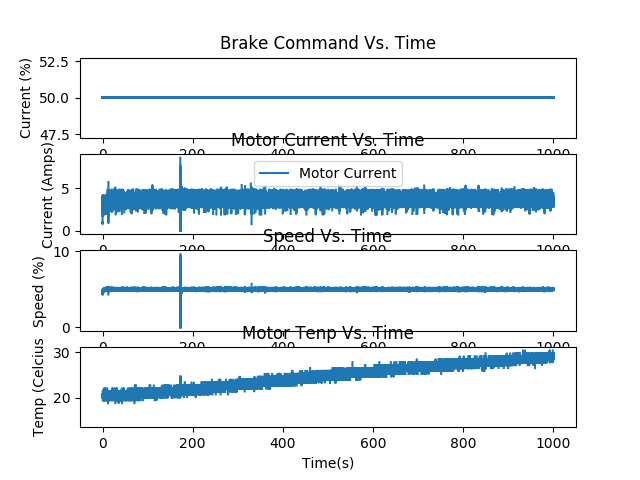 Brake Command Vs. Time
52.5
50.0
47.5
Current (%)
0 200 400 600 800 1000
Motor Current Vs. Time
Motor Current
5
0
Current (Amps)
0 200 400 600 800 1000
Speed Vs. Time
10
0
Speed (%)
0 200 400 600 800 1000
Motor Tenp Vs. Time
30
20
Temp (Celcius
0 200 400 600 800 1000
Time(s)